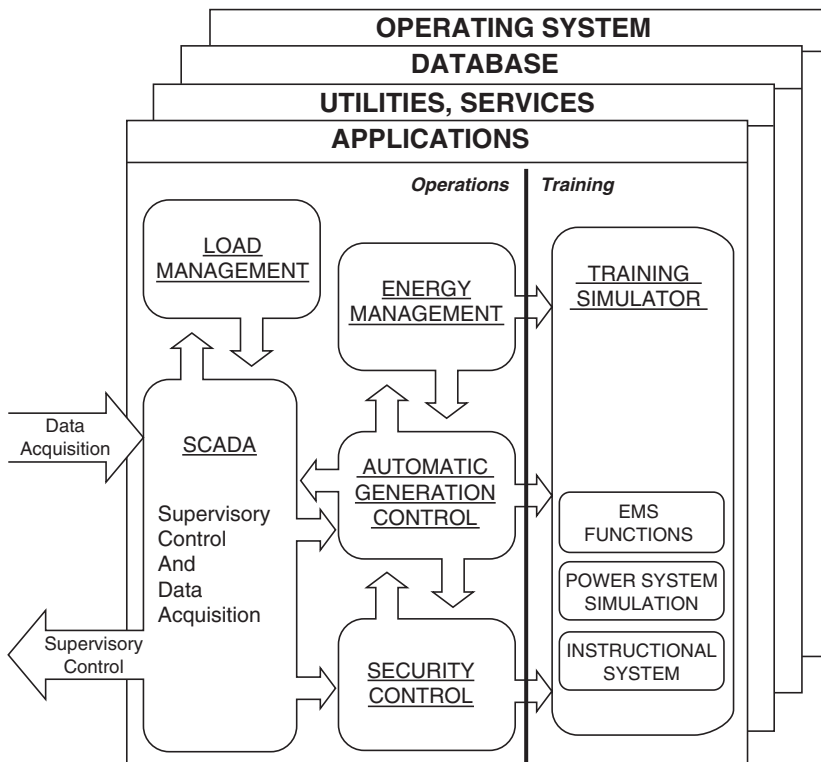 OPERATING SYSTEM
DATABASE
UTILITIES, SERVICES
APPLICATIONS
Operations
Training
LOAD
MANAGEMENT
ENERGY
MANAGEMENT
TRAINING
SIMULATOR
Data
Acquisition
SCADA
Supervisory
Control
And
Data
Acquisition
AUTOMATIC
GENERATION
CONTROL
EMS
FUNCTIONS
POWER SYSTEM
SIMULATION
INSTRUCTIONAL
SYSTEM
Supervisory
Control
SECURITY
CONTROL